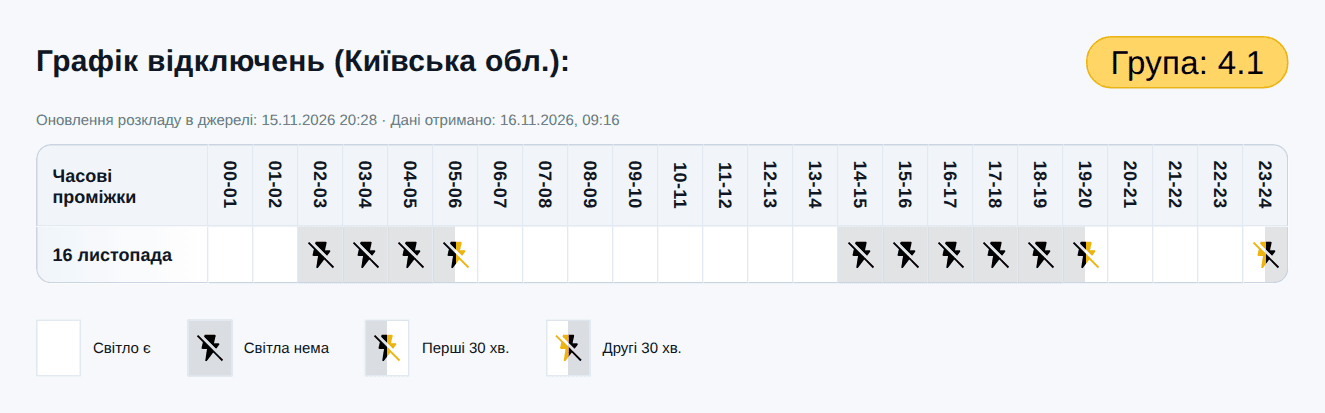 Графік відключень (Київська обл.):
Група: 4.1
Оновлення розкладу в джерелі: 15.11.2026 20:28 · Дані отримано: 16.11.2026, 09:16
Часові
проміжки
00-01
01-02
02-03
03-04
04-05
05-06
06-07
07-08
08-09
09-10
10-11
11-12
12-13
13-14
14-15
15-16
16-17
17-18
18-19
19-20
20-21
21-22
22-23
23-24
16 листопада
Світло є
Світла нема
Перші 30 хв.
Другі 30 хв.